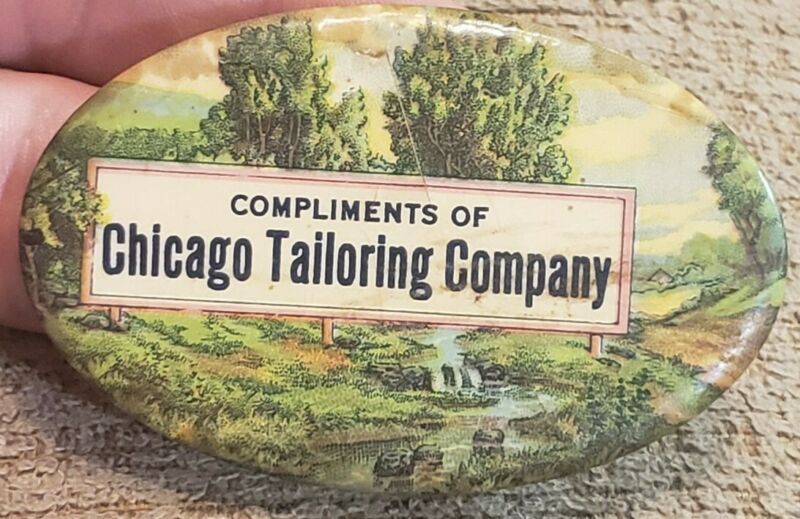 COMPLIMENTS OF
Chicago Tailoring Company